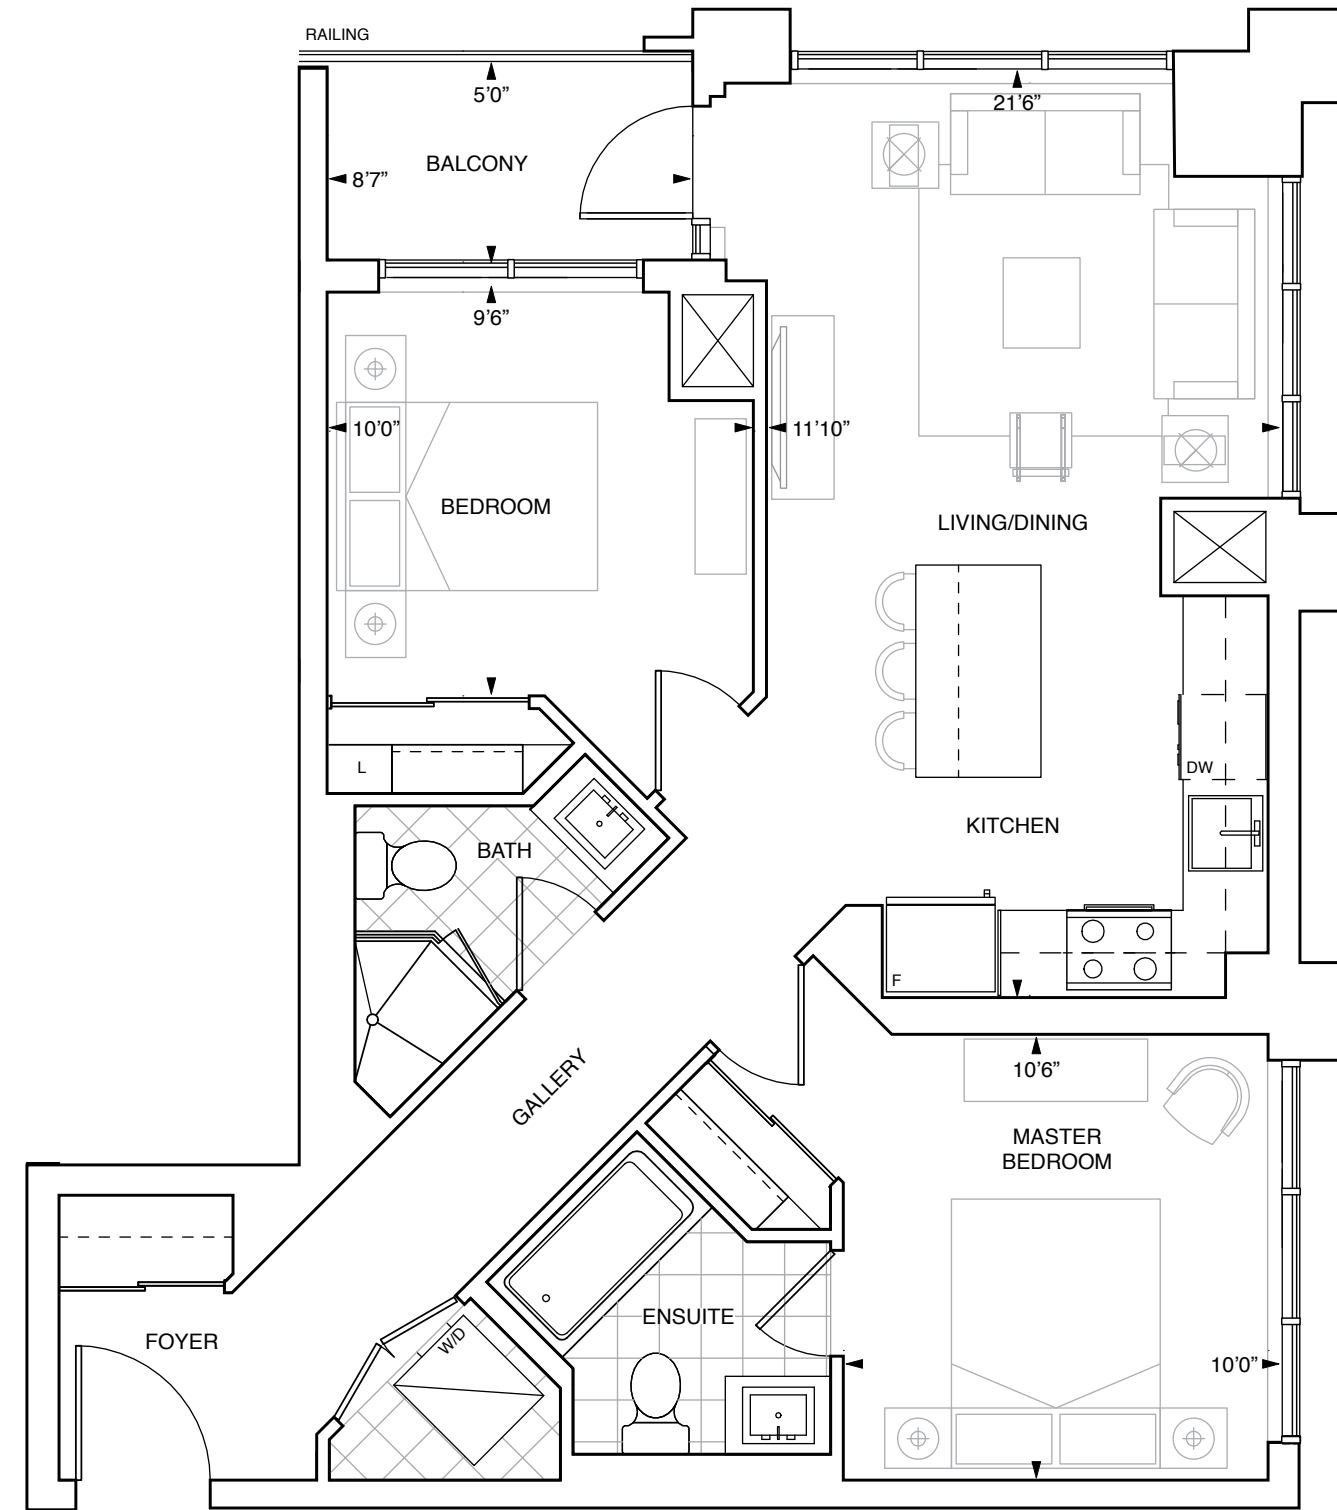 RAILING
5'0”
21'6”
BALCONY
8'7”
9'6”
10'0”
11'10”
BEDROOM
LIVING/DINING
L
DW
KITCHEN
BATH
F
GALLERY
10'6”
MASTER
BEDROOM
ENSUITE
W/D
FOYER
10'0”